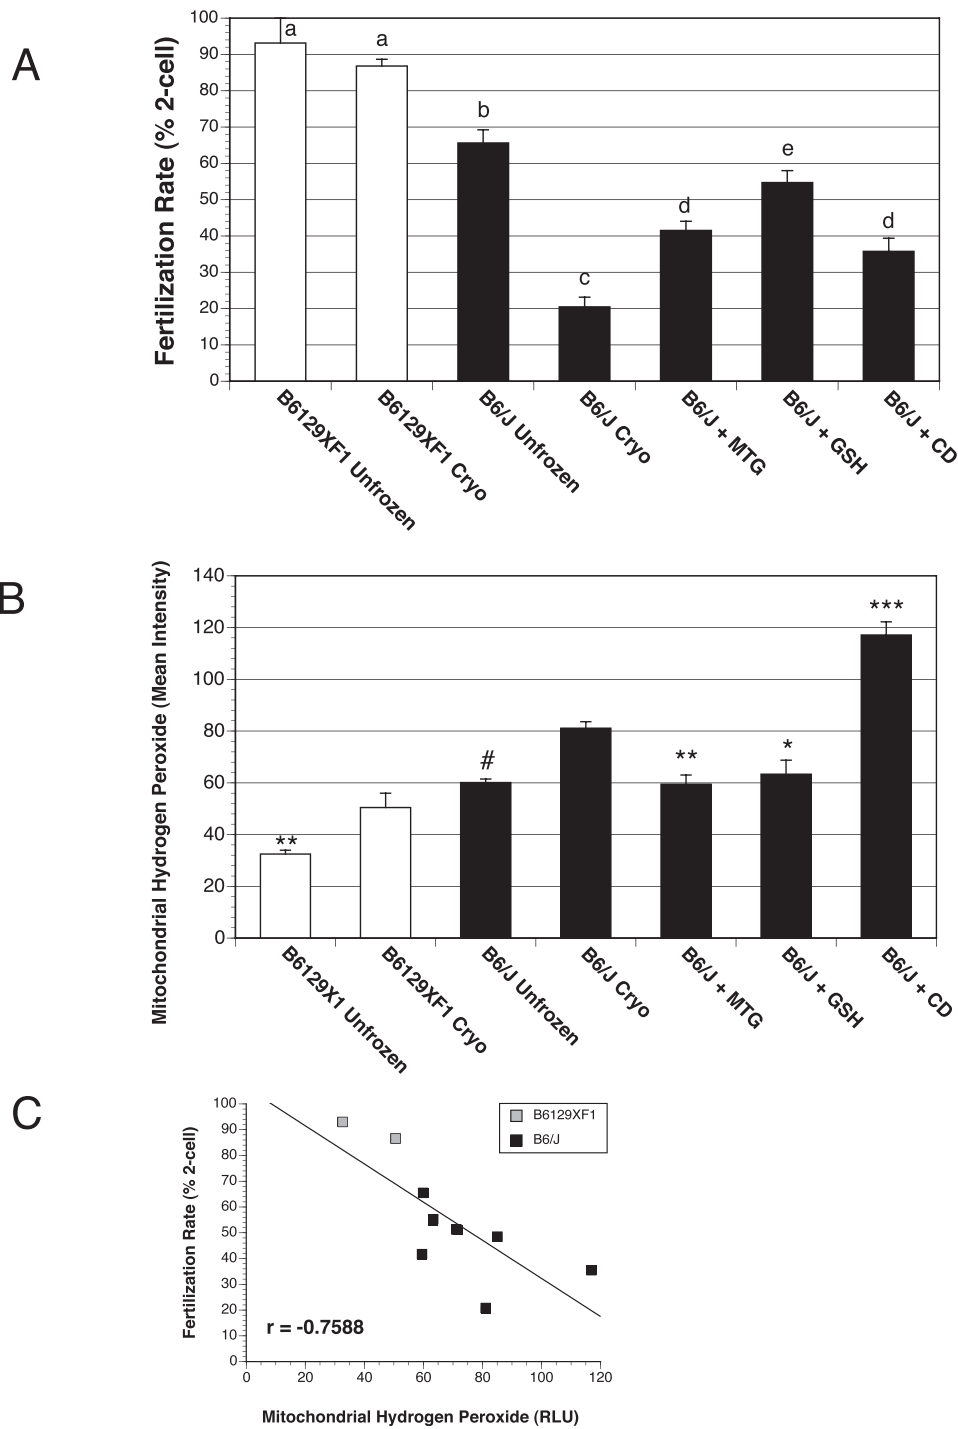 A
Fertilization Rate (% 2-cell)
100
90
80
70
60
50
40
30
20
10
0
a
a
b
c
d
e
d
B6129XF1 Unfrozen
B6129XF1 Cryo
B6/J Unfrozen
B6/J Cryo
B6/J + MTG
B6/J + GSH
B6/J + CD
B
Mitochondrial Hydrogen Peroxide (Mean Intensity)
140
120
100
80
60
40
20
0
**
#
**
*
***
B6129X1 Unfrozen
B6129XF1 Cryo
B6/J Unfrozen
B6/J Cryo
B6/J + MTG
B6/J + GSH
B6/J + CD
C
Fertilization Rate (% 2-cell)
100
90
80
70
60
50
40
30
20
10
0
B6129XF1
B6/J
r = -0.7588
0 20 40 60 80 100 120
Mitochondrial Hydrogen Peroxide (RLU)